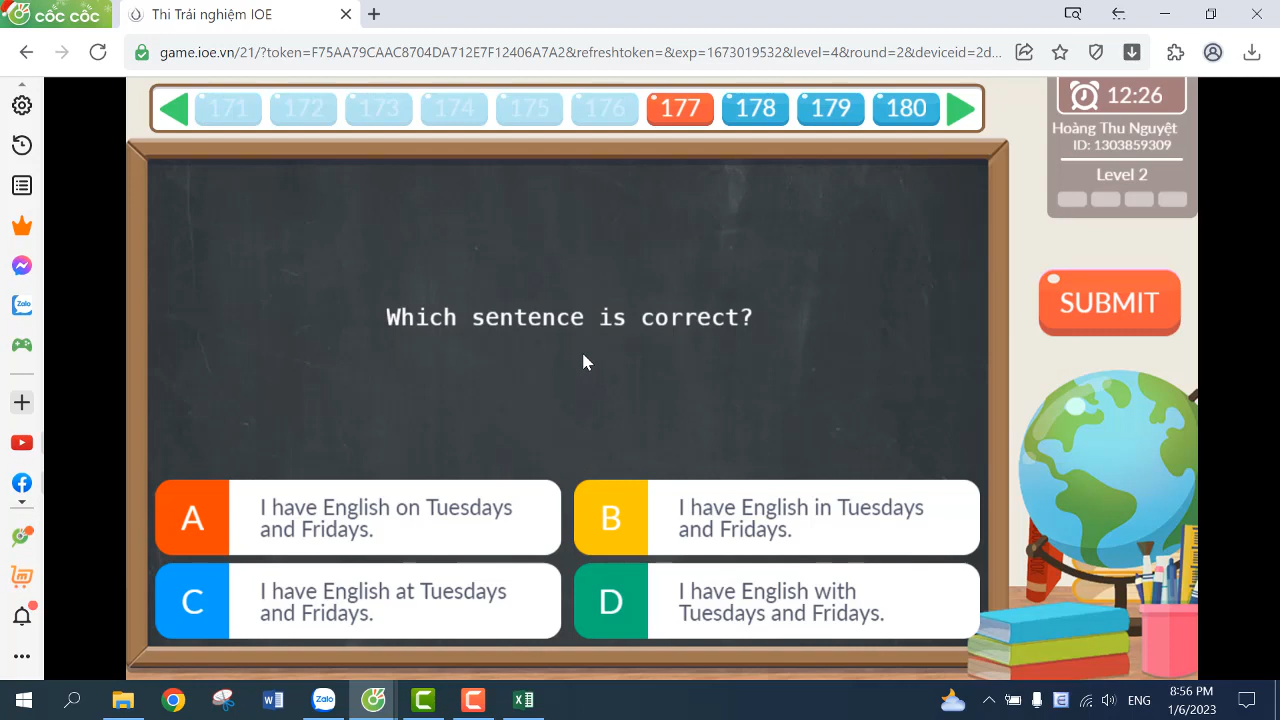 cốc cốc
Thi Trải nghiệm IOE
game.ioe.vn/21/?token=F75AA79CAAC8704DA712E7F12406A7A2&refreshtoken=&exp=1673019532&level=4&round=2&deviceid=2d...
171 172 173 174 175 176 177 178 179 180
12:26
Hoàng Thu Nguyệt
ID: 1303859309
Level 2
Which sentence is correct?
SUBMIT
A I have English on Tuesdays
and Fridays.
B I have English in Tuesdays
and Fridays.
C I have English at Tuesdays
and Fridays.
D I have English with
Tuesdays and Fridays.
Zalo
Zalo
ENG
8:56 PM
1/6/2023